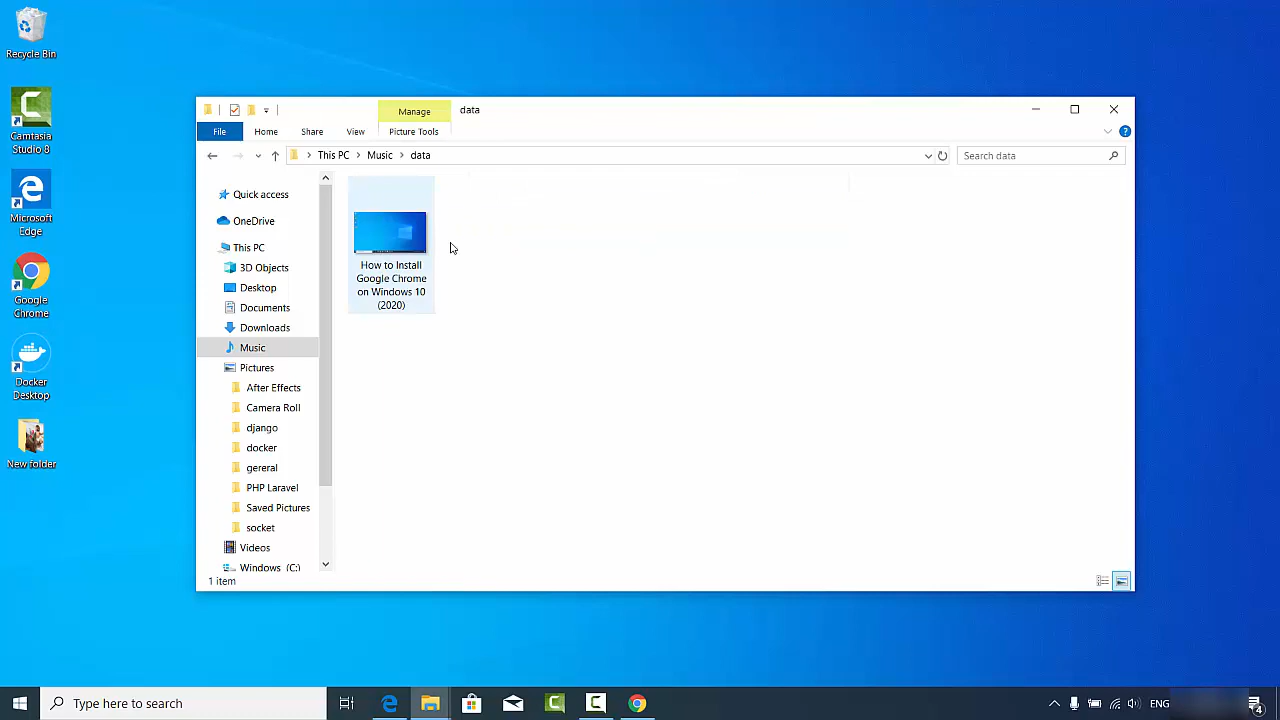 Recycle Bin
Camtasia
Studio 8
Microsoft
Edge
Google
Chrome
Docker
Desktop
New folder
Manage
data
File
Home
Share
View
Picture Tools
This PC
Music
data
Search data
Quick access
OneDrive
This PC
3D Objects
Desktop
Documents
Downloads
Music
Pictures
After Effects
Camera Roll
django
docker
gereral
PHP Laravel
Saved Pictures
socket
Videos
Windows (C:)
How to Install
Google Chrome
on Windows 10
(2020)
1 item
Type here to search
ENG
4